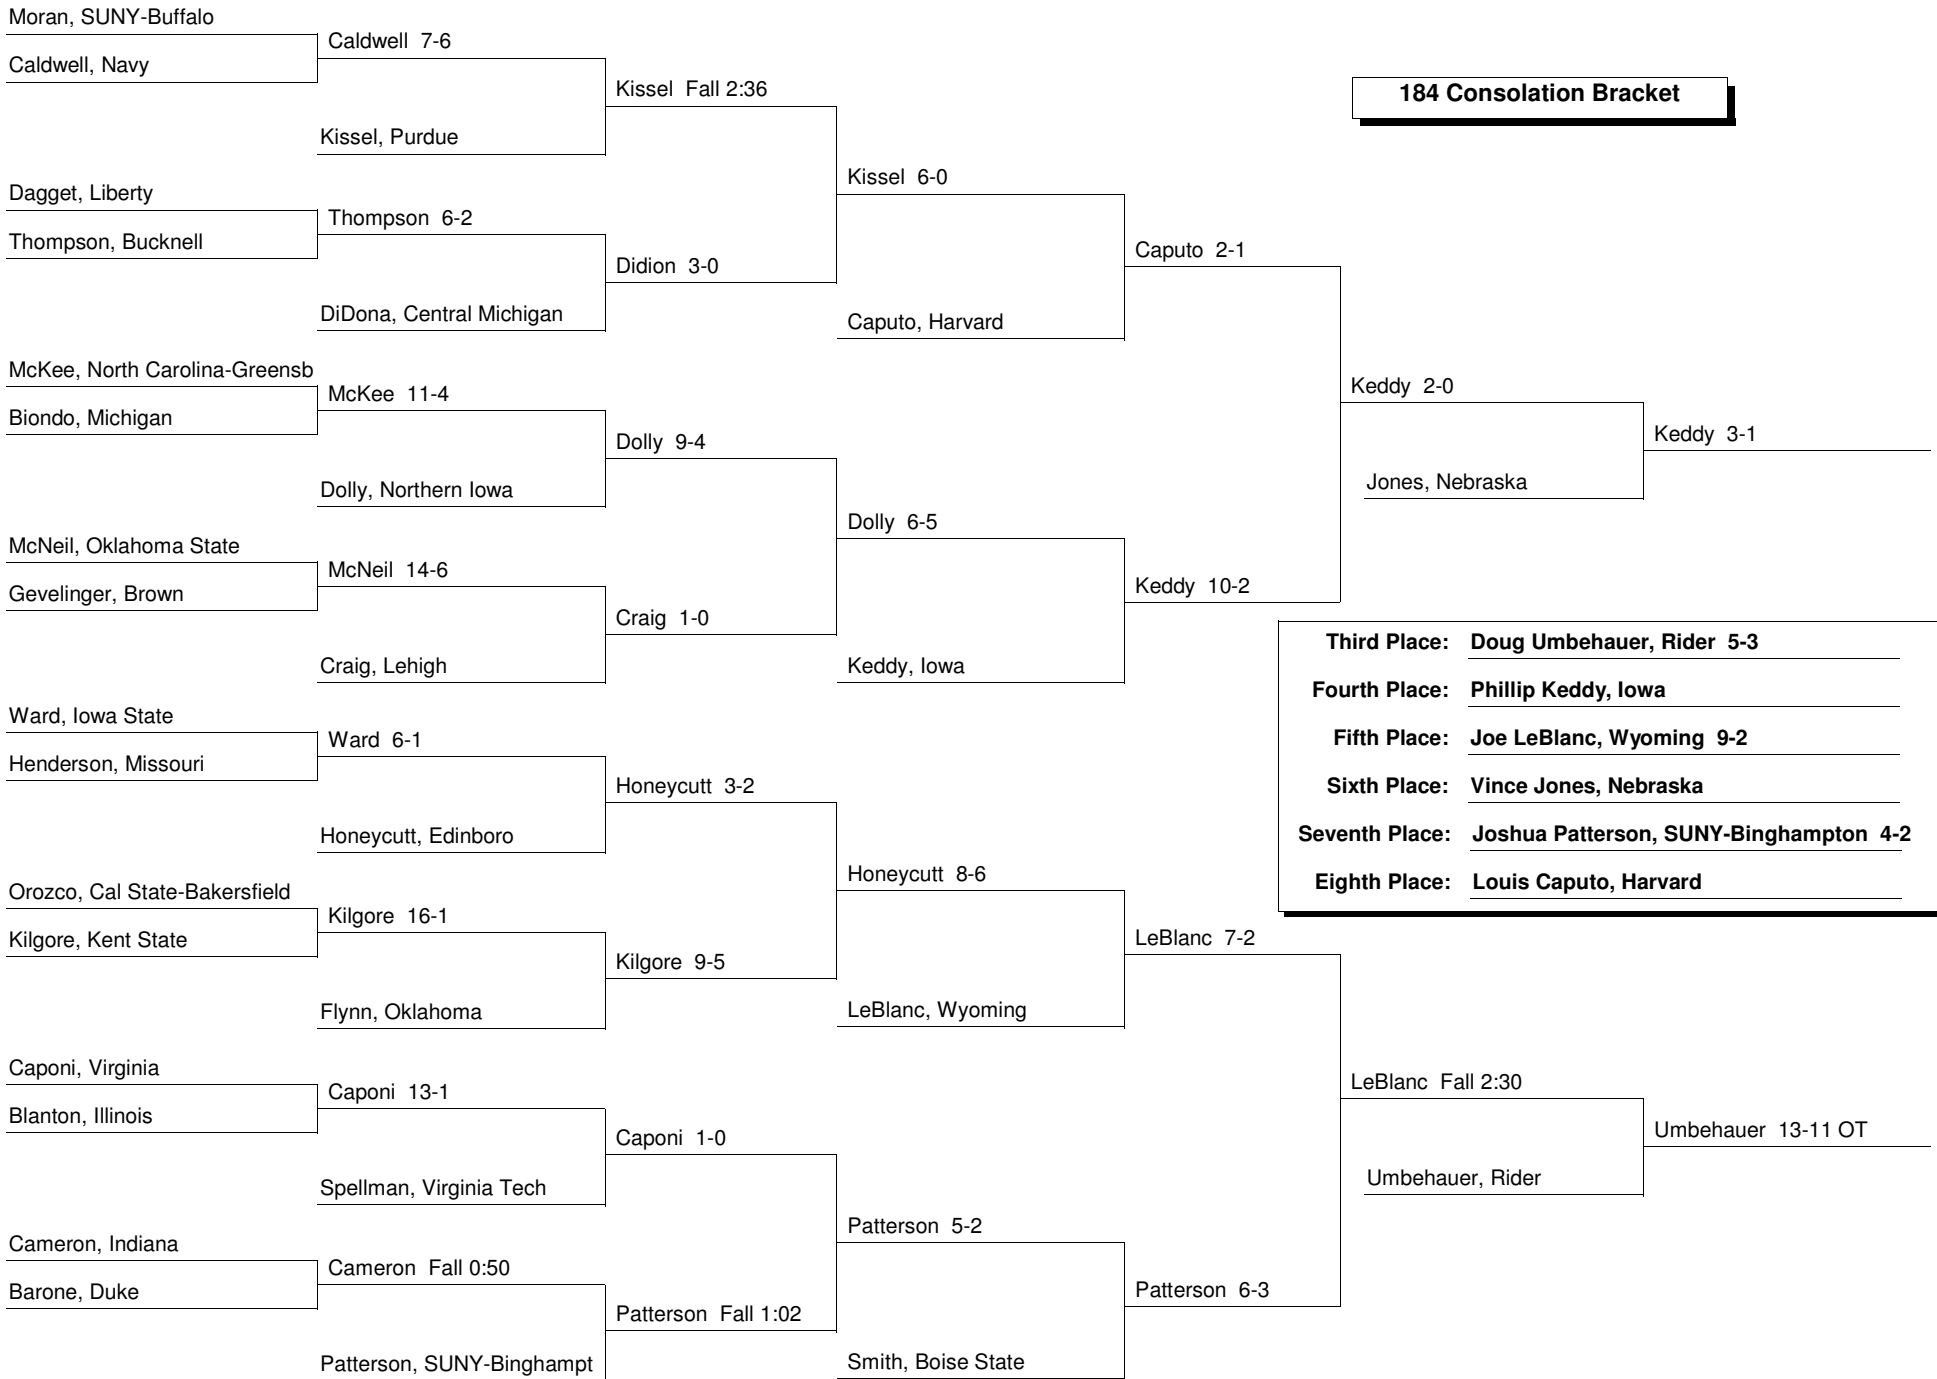 184 Consolation Bracket
Moran, SUNY-Buffalo
Caldwell, Navy
Dagget, Liberty
Thompson, Bucknell
McKee, North Carolina-Greensb
Biondo, Michigan
McNeil, Oklahoma State
Gevelinger, Brown
Ward, Iowa State
Henderson, Missouri
Orozco, Cal State-Bakersfield
Kilgore, Kent State
Caponi, Virginia
Blanton, Illinois
Cameron, Indiana
Barone, Duke
Caldwell 7-6
Kissel, Purdue
Thompson 6-2
DiDona, Central Michigan
McKee 11-4
Dolly, Northern Iowa
McNeil 14-6
Craig, Lehigh
Ward 6-1
Honeycutt, Edinboro
Kilgore 16-1
Flynn, Oklahoma
Caponi 13-1
Spellman, Virginia Tech
Cameron Fall 0:50
Patterson, SUNY-Binghampt
Kissel Fall 2:36
Didion 3-0
Dolly 9-4
Craig 1-0
Honeycutt 3-2
Kilgore 9-5
Caponi 1-0
Patterson Fall 1:02
Kissel 6-0
Caputo, Harvard
Dolly 6-5
Keddy, Iowa
Honeycutt 8-6
LeBlanc, Wyoming
Patterson 5-2
Smith, Boise State
Caputo 2-1
Keddy 10-2
LeBlanc 7-2
Patterson 6-3
Keddy 2-0
Jones, Nebraska
LeBlanc Fall 2:30
Umbehauer, Rider
Keddy 3-1
Umbehauer 13-11 OT
Third Place: Doug Umbehauer, Rider 5-3
Fourth Place: Phillip Keddy, Iowa
Fifth Place: Joe LeBlanc, Wyoming 9-2
Sixth Place: Vince Jones, Nebraska
Seventh Place: Joshua Patterson, SUNY-Binghampton 4-2
Eighth Place: Louis Caputo, Harvard